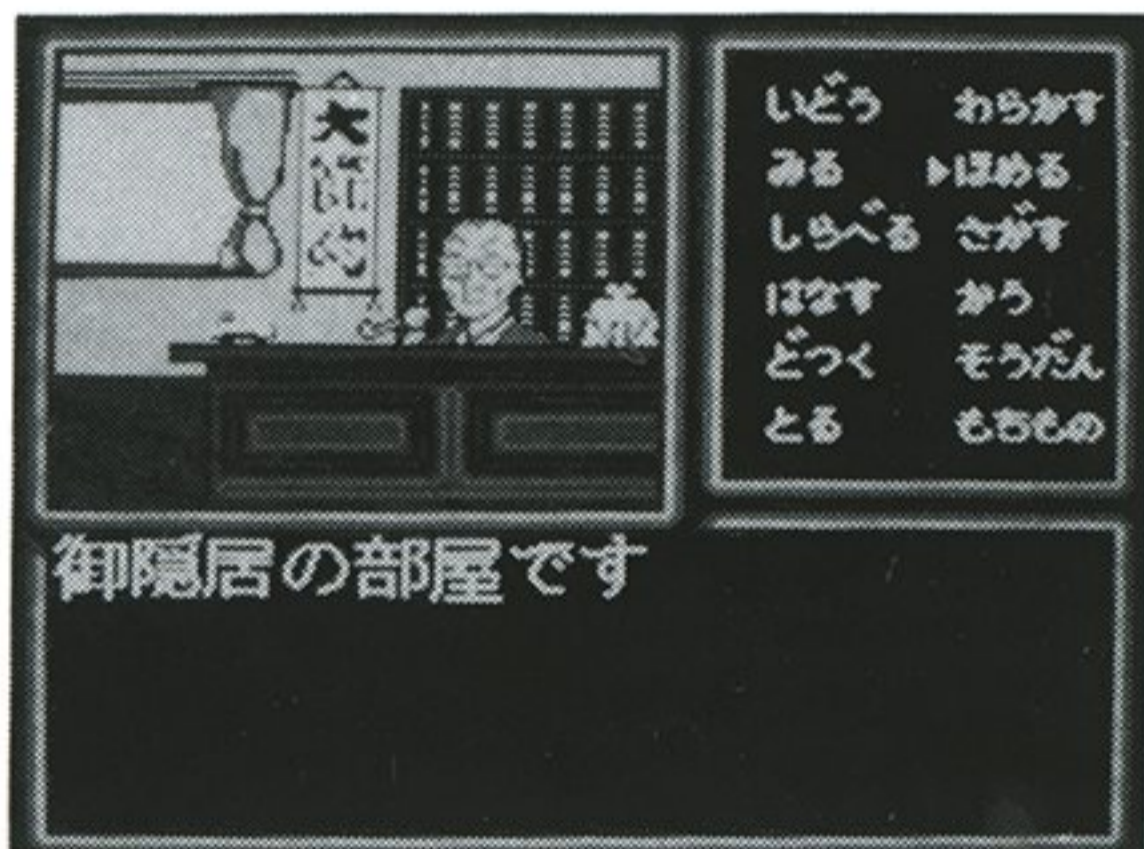 いどう わらかす
みる ▶ほめる
しらべる さがす
はなす かう
どつく そうだん
とる もちもの
御隠居の部屋です